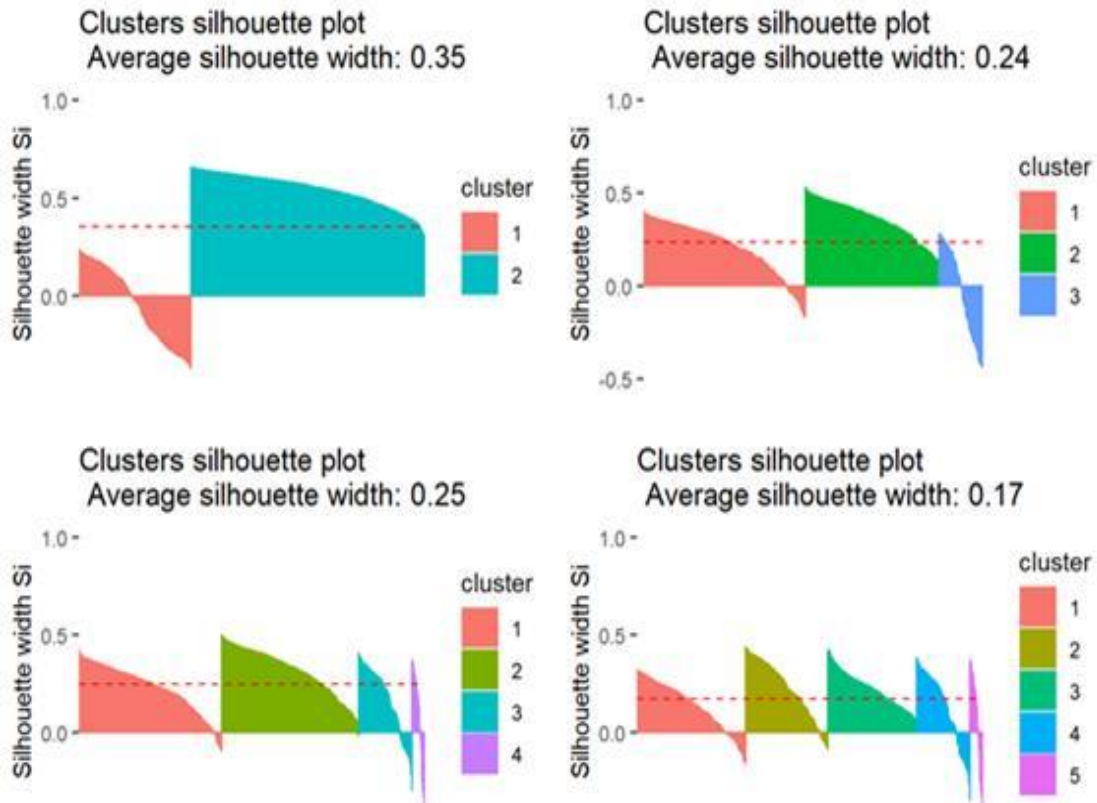 Clusters silhouette plot
Average silhouette width: 0.35
1.0
0.5
0.0
Silhouette width Si
cluster
1
2
Clusters silhouette plot
Average silhouette width: 0.24
1.0
0.5
0.0
-0.5
Silhouette width Si
cluster
1
2
3
Clusters silhouette plot
Average silhouette width: 0.25
1.0
0.5
0.0
Silhouette width Si
cluster
1
2
3
4
Clusters silhouette plot
Average silhouette width: 0.17
1.0
0.5
0.0
Silhouette width Si
cluster
1
2
3
4
5